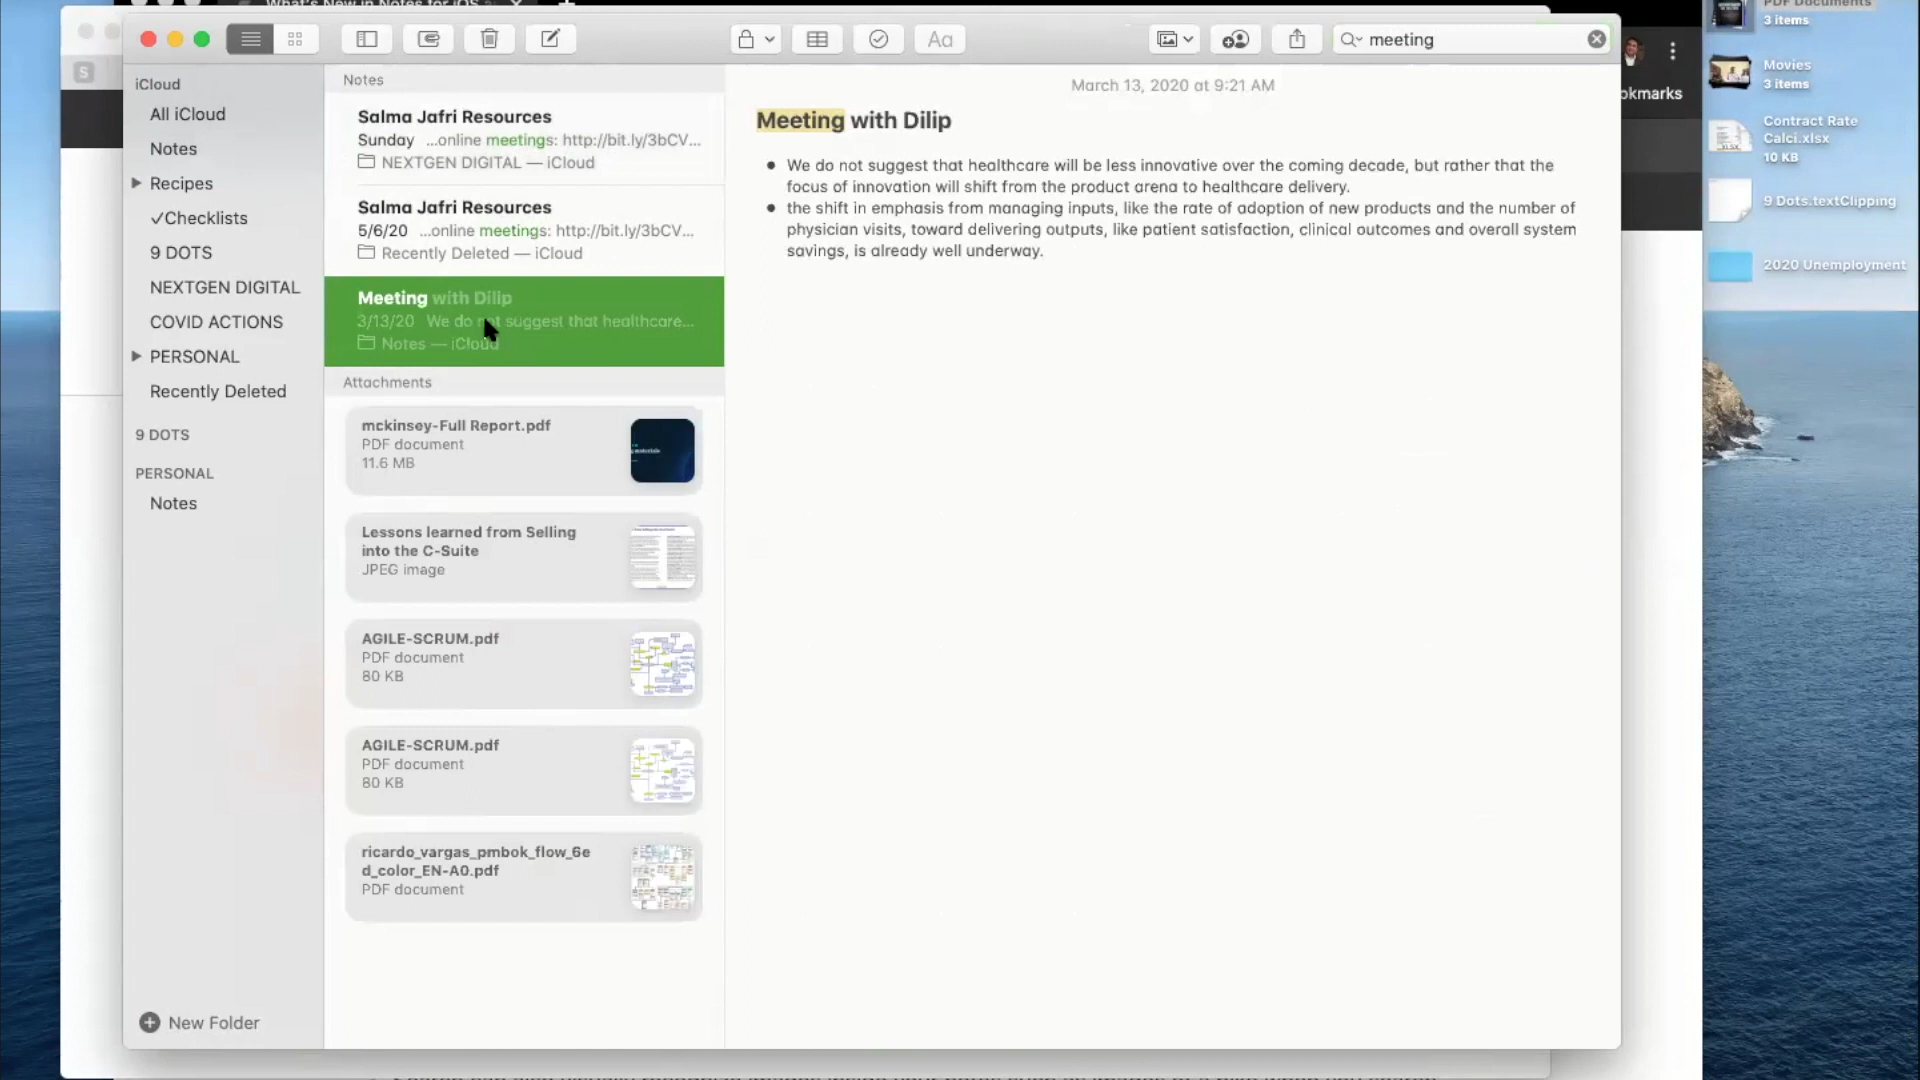 What's New in Notes for iOS a
meeting
PDF Documents
3 items
Movies
3 items
Contract Rate
Calci.xlsx
10 KB
9 Dots.textClipping
2020 Unemployment
okmarks
S
iCloud
All iCloud
Notes
Recipes
✓Checklists
9 DOTS
NEXTGEN DIGITAL
COVID ACTIONS
PERSONAL
Recently Deleted
9 DOTS
PERSONAL
Notes
New Folder
Notes
Salma Jafri Resources
Sunday ...online meetings: http://bit.ly/3bCV...
NEXTGEN DIGITAL — iCloud
Salma Jafri Resources
5/6/20 ...online meetings: http://bit.ly/3bCV...
Recently Deleted — iCloud
Meeting with Dilip
3/13/20 We do not suggest that healthcare...
Notes — iCloud
Attachments
mckinsey-Full Report.pdf
PDF document
11.6 MB
Lessons learned from Selling
into the C-Suite
JPEG image
AGILE-SCRUM.pdf
PDF document
80 KB
AGILE-SCRUM.pdf
PDF document
80 KB
ricardo_vargas_pmbok_flow_6e
d_color_EN-A0.pdf
PDF document
Aa
March 13, 2020 at 9:21 AM
Meeting with Dilip
• We do not suggest that healthcare will be less innovative over the coming decade, but rather that the
focus of innovation will shift from the product arena to healthcare delivery.
• the shift in emphasis from managing inputs, like the rate of adoption of new products and the number of
physician visits, toward delivering outputs, like patient satisfaction, clinical outcomes and overall system
savings, is already well underway.